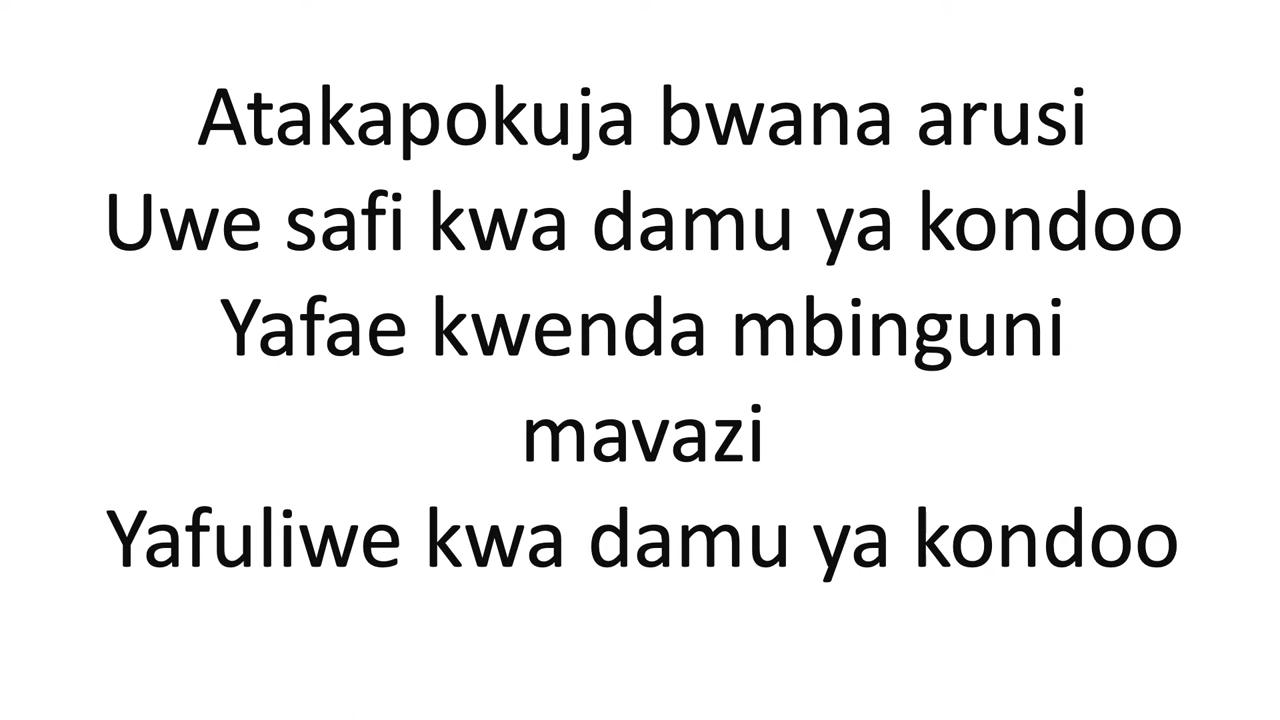 Atakapokuja bwana arusi
Uwe safi kwa damu ya kondoo
Yafae kwenda mbinguni
mavazi
Yafuliwe kwa damu ya kondoo